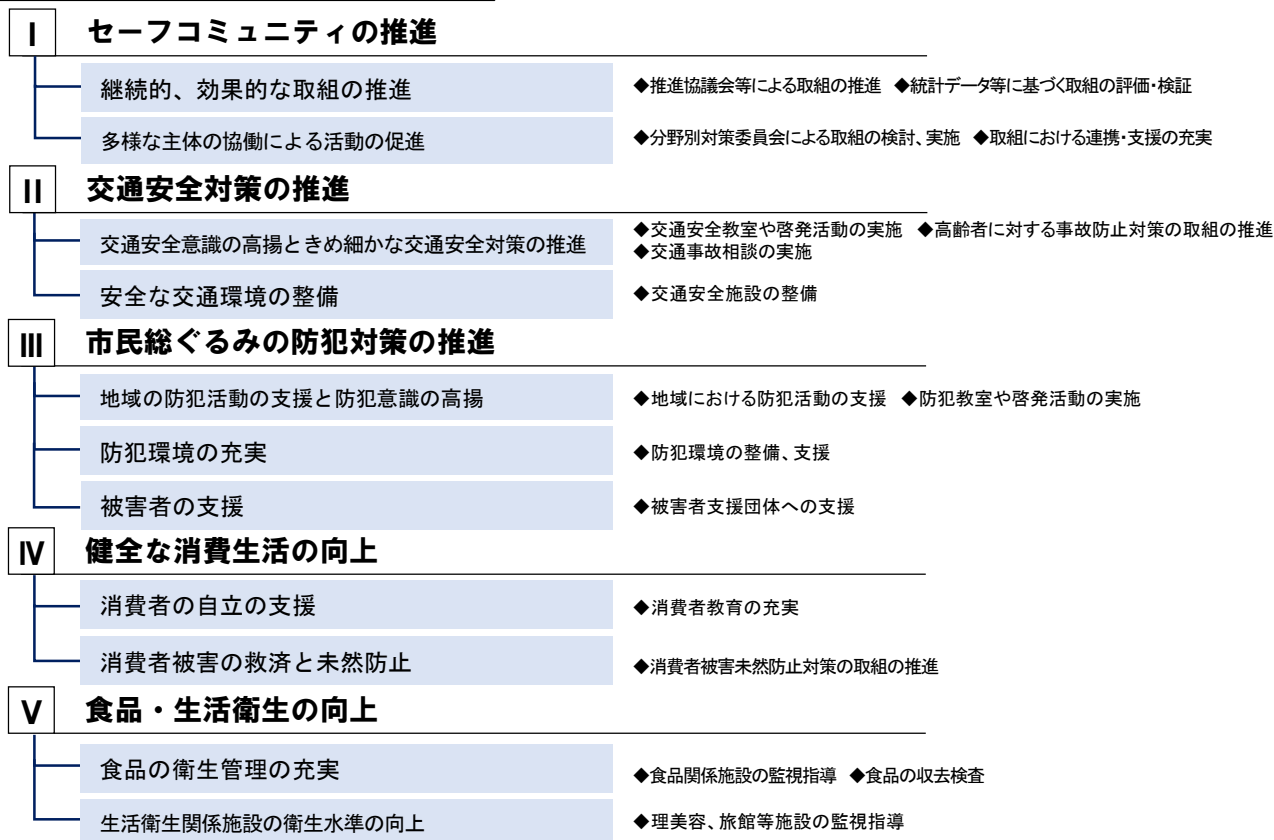 I セーフコミュニティの推進
継続的、効果的な取組の推進 ◆推進協議会等による取組の推進 ◆統計データ等に基づく取組の評価・検証
多様な主体の協働による活動の促進 ◆分野別対策委員会による取組の検討、実施 ◆取組における連携・支援の充実
II 交通安全対策の推進
交通安全意識の高揚ときめ細かな交通安全対策の推進 ◆交通安全教室や啓発活動の実施 ◆高齢者に対する事故防止対策の取組の推進
◆交通事故相談の実施
安全な交通環境の整備 ◆交通安全施設の整備
III 市民総ぐるみの防犯対策の推進
地域の防犯活動の支援と防犯意識の高揚 ◆地域における防犯活動の支援 ◆防犯教室や啓発活動の実施
防犯環境の充実 ◆防犯環境の整備、支援
被害者の支援 ◆被害者支援団体への支援
IV 健全な消費生活の向上
消費者の自立の支援 ◆消費者教育の充実
消費者被害の救済と未然防止 ◆消費者被害未然防止対策の取組の推進
V 食品・生活衛生の向上
食品の衛生管理の充実 ◆食品関係施設の監視指導 ◆食品の収去検査
生活衛生関係施設の衛生水準の向上 ◆理美容、旅館等施設の監視指導